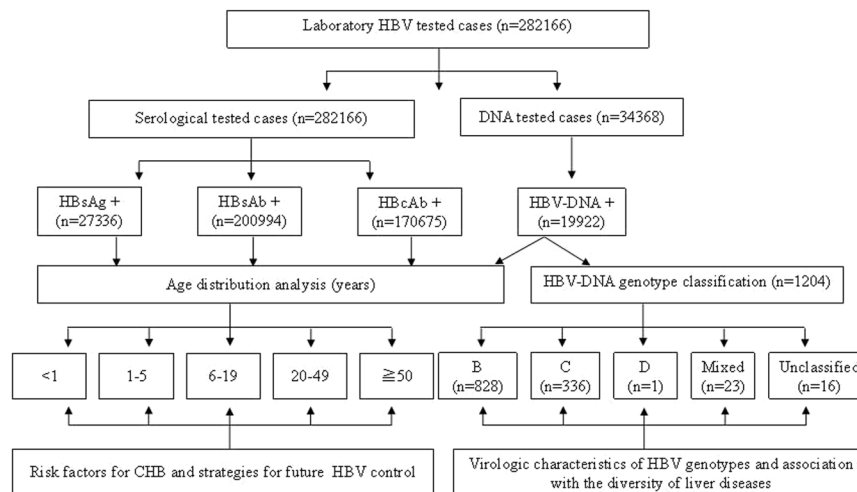 Laboratory HBV tested cases (n=282166)
Serological tested cases (n=282166)
DNA tested cases (n=34368)
HBsAg +
(n=27336)
HBsAb +
(n=200994)
HBcAb +
(n=170675)
HBV-DNA +
(n=19922)
Age distribution analysis (years)
HBV-DNA genotype classification (n=1204)
<1
1-5
6-19
20-49
≧50
B
(n=828)
C
(n=336)
D
(n=1)
Mixed
(n=23)
Unclassified
(n=16)
Risk factors for CHB and strategies for future HBV control
Virologic characteristics of HBV genotypes and association
with the diversity of liver diseases